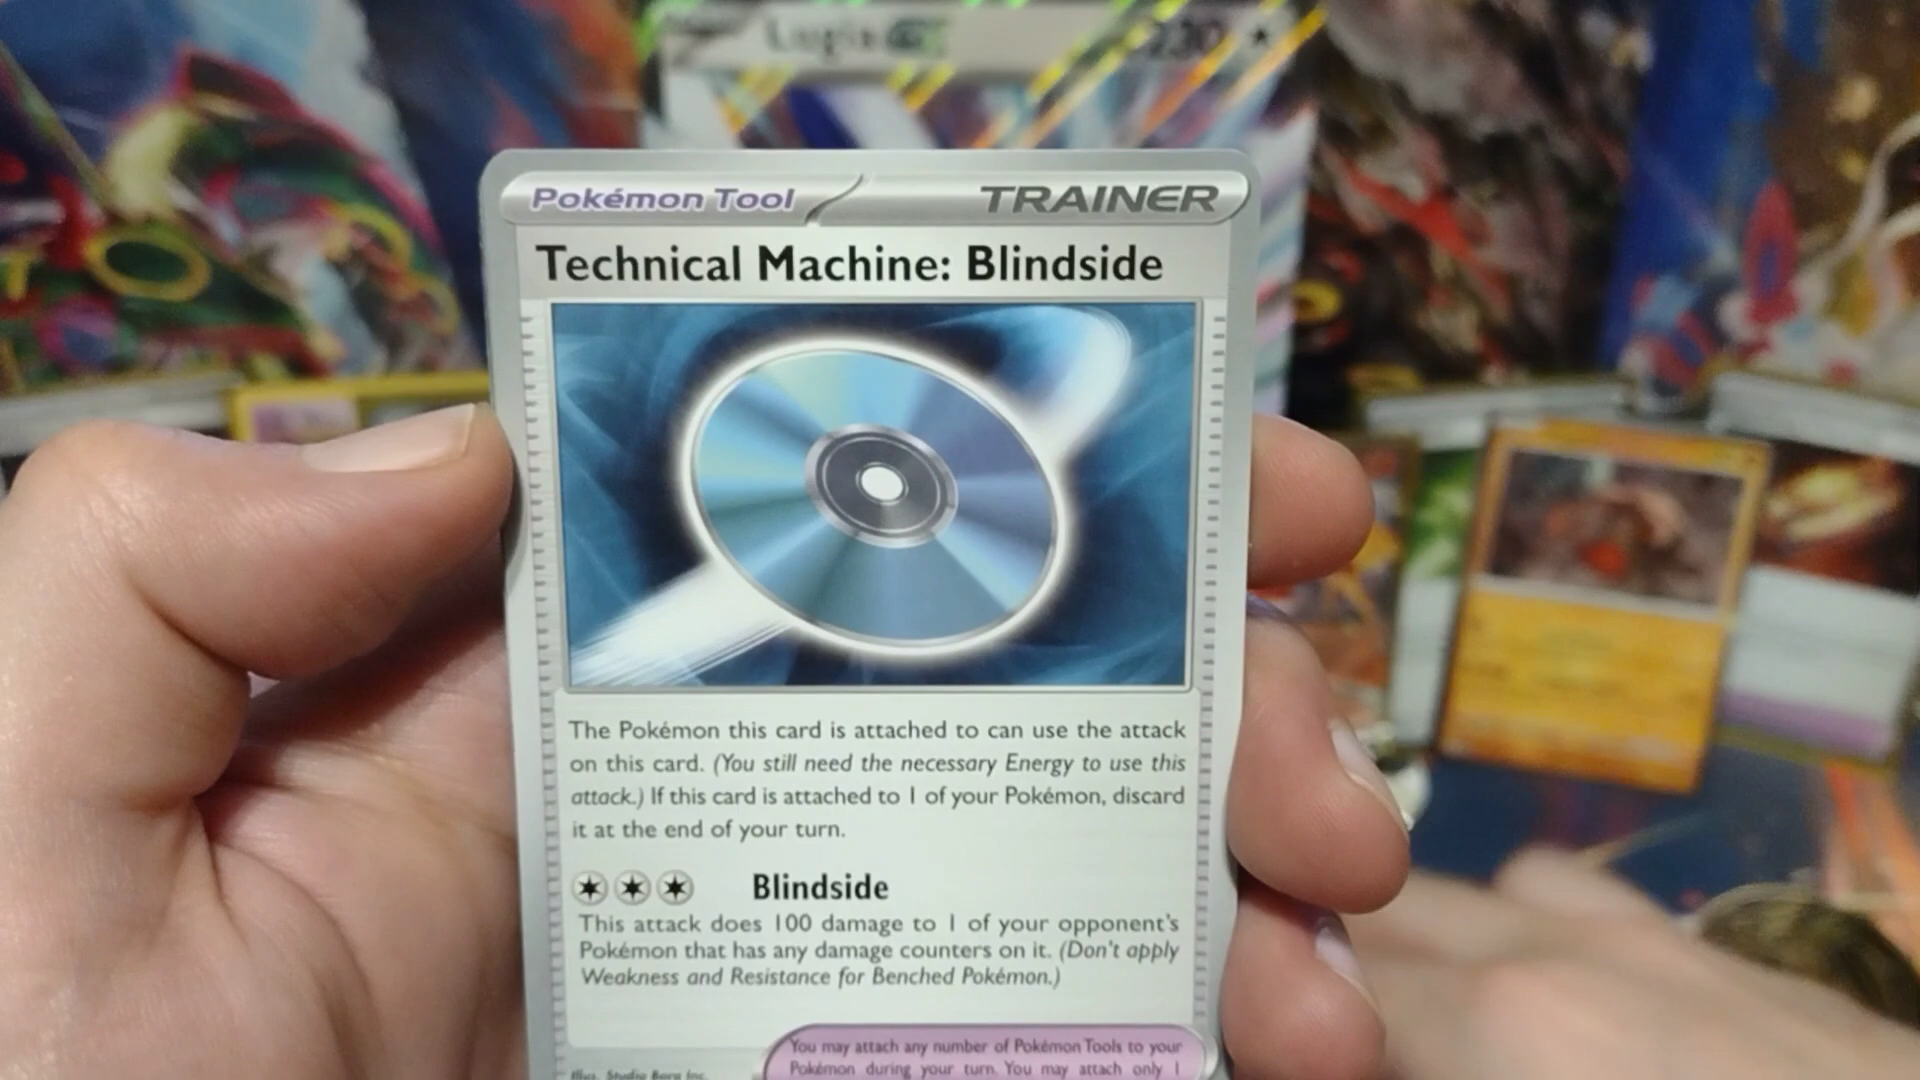 Lugia ex 230
Pokémon Tool TRAINER
Technical Machine: Blindside
The Pokémon this card is attached to can use the attack
on this card. (You still need the necessary Energy to use this
attack.) If this card is attached to 1 of your Pokémon, discard
it at the end of your turn.
Blindside
This attack does 100 damage to 1 of your opponent's
Pokémon that has any damage counters on it. (Don't apply
Weakness and Resistance for Benched Pokémon.)
You may attach any number of Pokémon Tools to your
Pokémon during your turn. You may attach only 1
Illus. Studio Bora Inc.